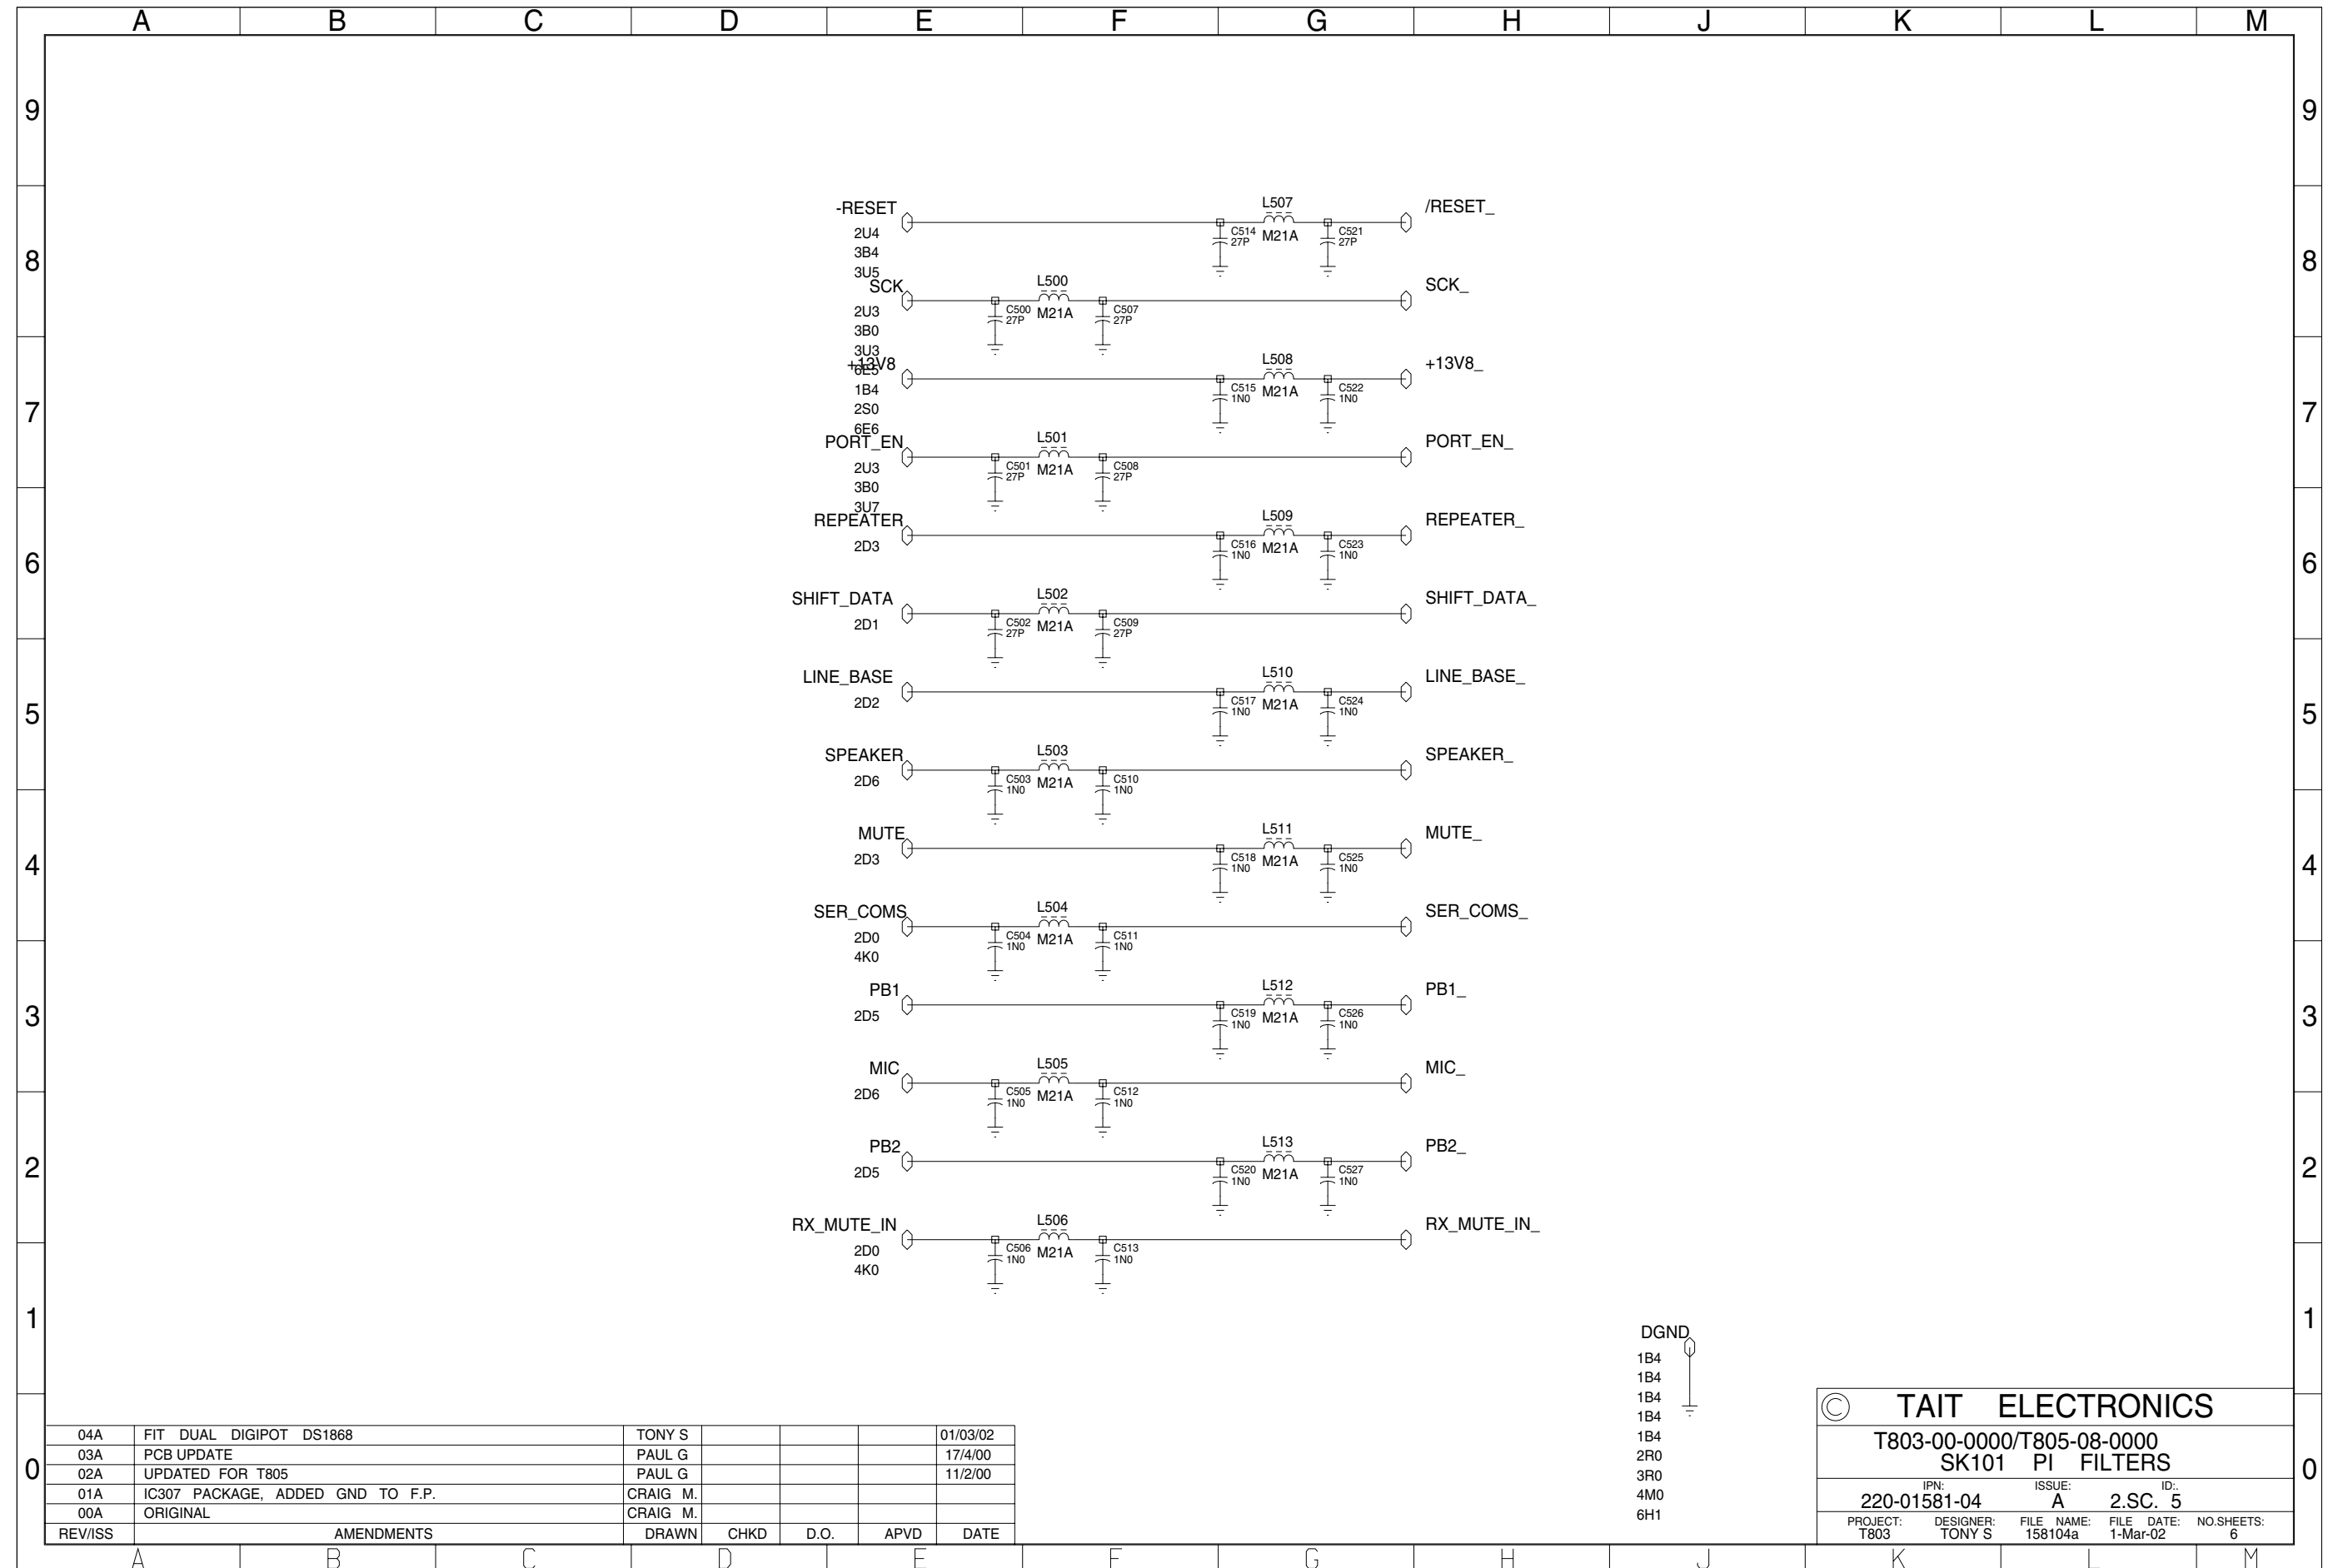 A B C D E F G H J K L M
9 9
8 8
7 7
6 6
5 5
4 4
3 3
2 2
1 1
0 0
-RESET
2U4
3B4
3U5
L507
M21A
C514
27P
C521
27P
/RESET_
SCK
2U3
3B0
3U3
6E5
L500
M21A
C500
27P
C507
27P
SCK_
+13V8
1B4
2S0
6E6
L508
M21A
C515
1N0
C522
1N0
+13V8_
PORT_EN
2U3
3B0
3U7
L501
M21A
C501
27P
C508
27P
PORT_EN_
REPEATER
2D3
L509
M21A
C516
1N0
C523
1N0
REPEATER_
SHIFT_DATA
2D1
L502
M21A
C502
27P
C509
27P
SHIFT_DATA_
LINE_BASE
2D2
L510
M21A
C517
1N0
C524
1N0
LINE_BASE_
SPEAKER
2D6
L503
M21A
C503
1N0
C510
1N0
SPEAKER_
MUTE
2D3
L511
M21A
C518
1N0
C525
1N0
MUTE_
SER_COMS
2D0
4K0
L504
M21A
C504
1N0
C511
1N0
SER_COMS_
PB1
2D5
L512
M21A
C519
1N0
C526
1N0
PB1_
MIC
2D6
L505
M21A
C505
1N0
C512
1N0
MIC_
PB2
2D5
L513
M21A
C520
1N0
C527
1N0
PB2_
RX_MUTE_IN
2D0
4K0
L506
M21A
C506
1N0
C513
1N0
RX_MUTE_IN_
DGND
1B4
1B4
1B4
1B4
1B4
2R0
3R0
4M0
6H1
04A FIT DUAL DIGIPOT DS1868 TONY S 01/03/02
03A PCB UPDATE PAUL G 17/4/00
02A UPDATED FOR T805 PAUL G 11/2/00
01A IC307 PACKAGE, ADDED GND TO F.P. CRAIG M.
00A ORIGINAL CRAIG M.
REV/ISS AMENDMENTS DRAWN CHKD D.O. APVD DATE
© TAIT ELECTRONICS
T803-00-0000/T805-08-0000
SK101 PI FILTERS
IPN: ISSUE: ID:.
220-01581-04 A 2.SC. 5
PROJECT: DESIGNER: FILE NAME: FILE DATE: NO.SHEETS:
T803 TONY S 158104a 1-Mar-02 6
A B C D E F G H J K L M